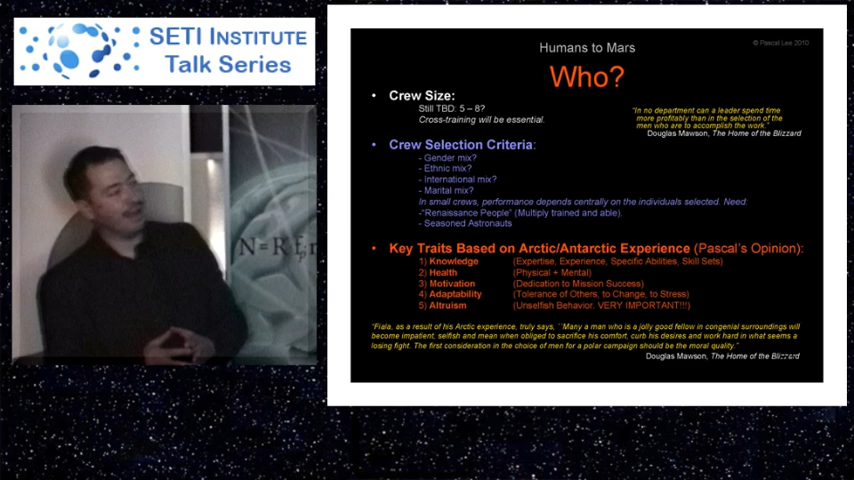 SETI INSTITUTE
Talk Series
Humans to Mars
© Pascal Lee 2010
Who?
• Crew Size:
Still TBD: 5 – 8?
Cross-training will be essential.
"In no department can a leader spend time
more profitably than in the selection of the
men who are to accomplish the work."
Douglas Mawson, The Home of the Blizzard
• Crew Selection Criteria:
- Gender mix?
- Ethnic mix?
- International mix?
- Marital mix?
In small crews, performance depends centrally on the individuals selected. Need:
-"Renaissance People" (Multiply trained and able).
- Seasoned Astronauts
• Key Traits Based on Arctic/Antarctic Experience (Pascal's Opinion):
1) Knowledge (Expertise, Experience, Specific Abilities, Skill Sets)
2) Health (Physical + Mental)
3) Motivation (Dedication to Mission Success)
4) Adaptability (Tolerance of Others, to Change, to Stress)
5) Altruism (Unselfish Behavior. VERY IMPORTANT!!!)
"Fiala, as a result of his Arctic experience, truly says, ``Many a man who is a jolly good fellow in congenial surroundings will
become impatient, selfish and mean when obliged to sacrifice his comfort, curb his desires and work hard in what seems a
losing fight. The first consideration in the choice of men for a polar campaign should be the moral quality."
Douglas Mawson, The Home of the Blizzard